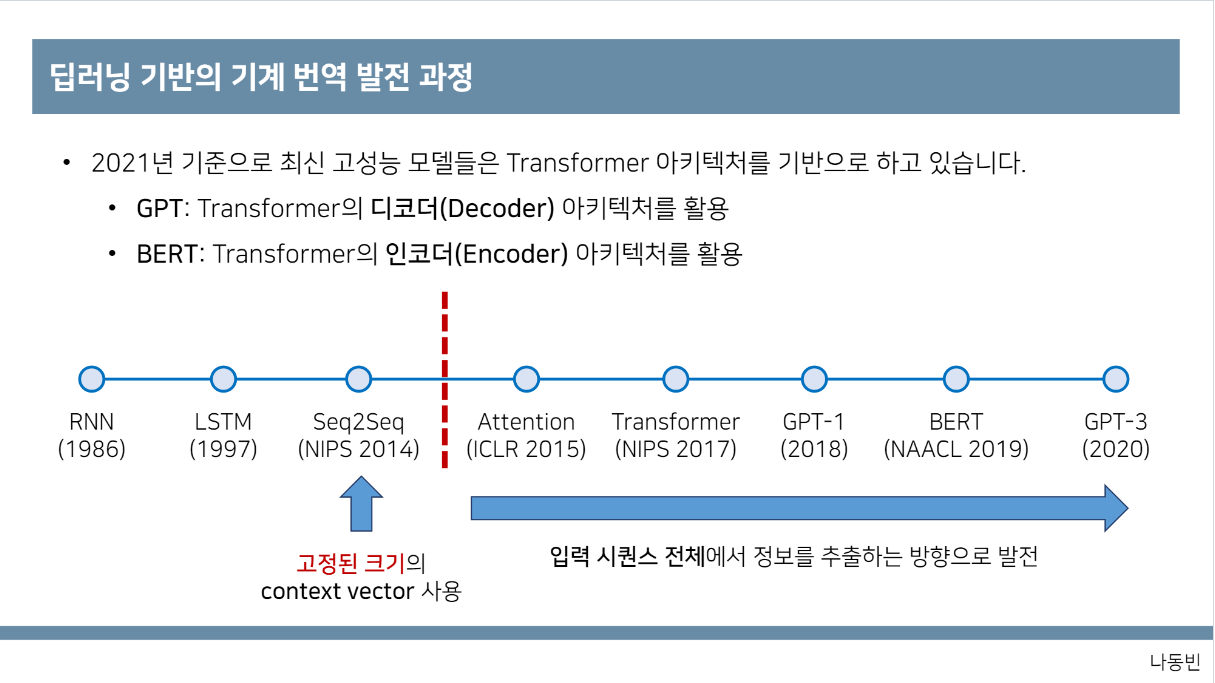 딥러닝 기반의 기계 번역 발전 과정
• 2021년 기준으로 최신 고성능 모델들은 Transformer 아키텍처를 기반으로 하고 있습니다.
• GPT: Transformer의 디코더(Decoder) 아키텍처를 활용
• BERT: Transformer의 인코더(Encoder) 아키텍처를 활용
RNN
(1986)
LSTM
(1997)
Seq2Seq
(NIPS 2014)
Attention
(ICLR 2015)
Transformer
(NIPS 2017)
GPT-1
(2018)
BERT
(NAACL 2019)
GPT-3
(2020)
고정된 크기의
context vector 사용
입력 시퀀스 전체에서 정보를 추출하는 방향으로 발전
나동빈